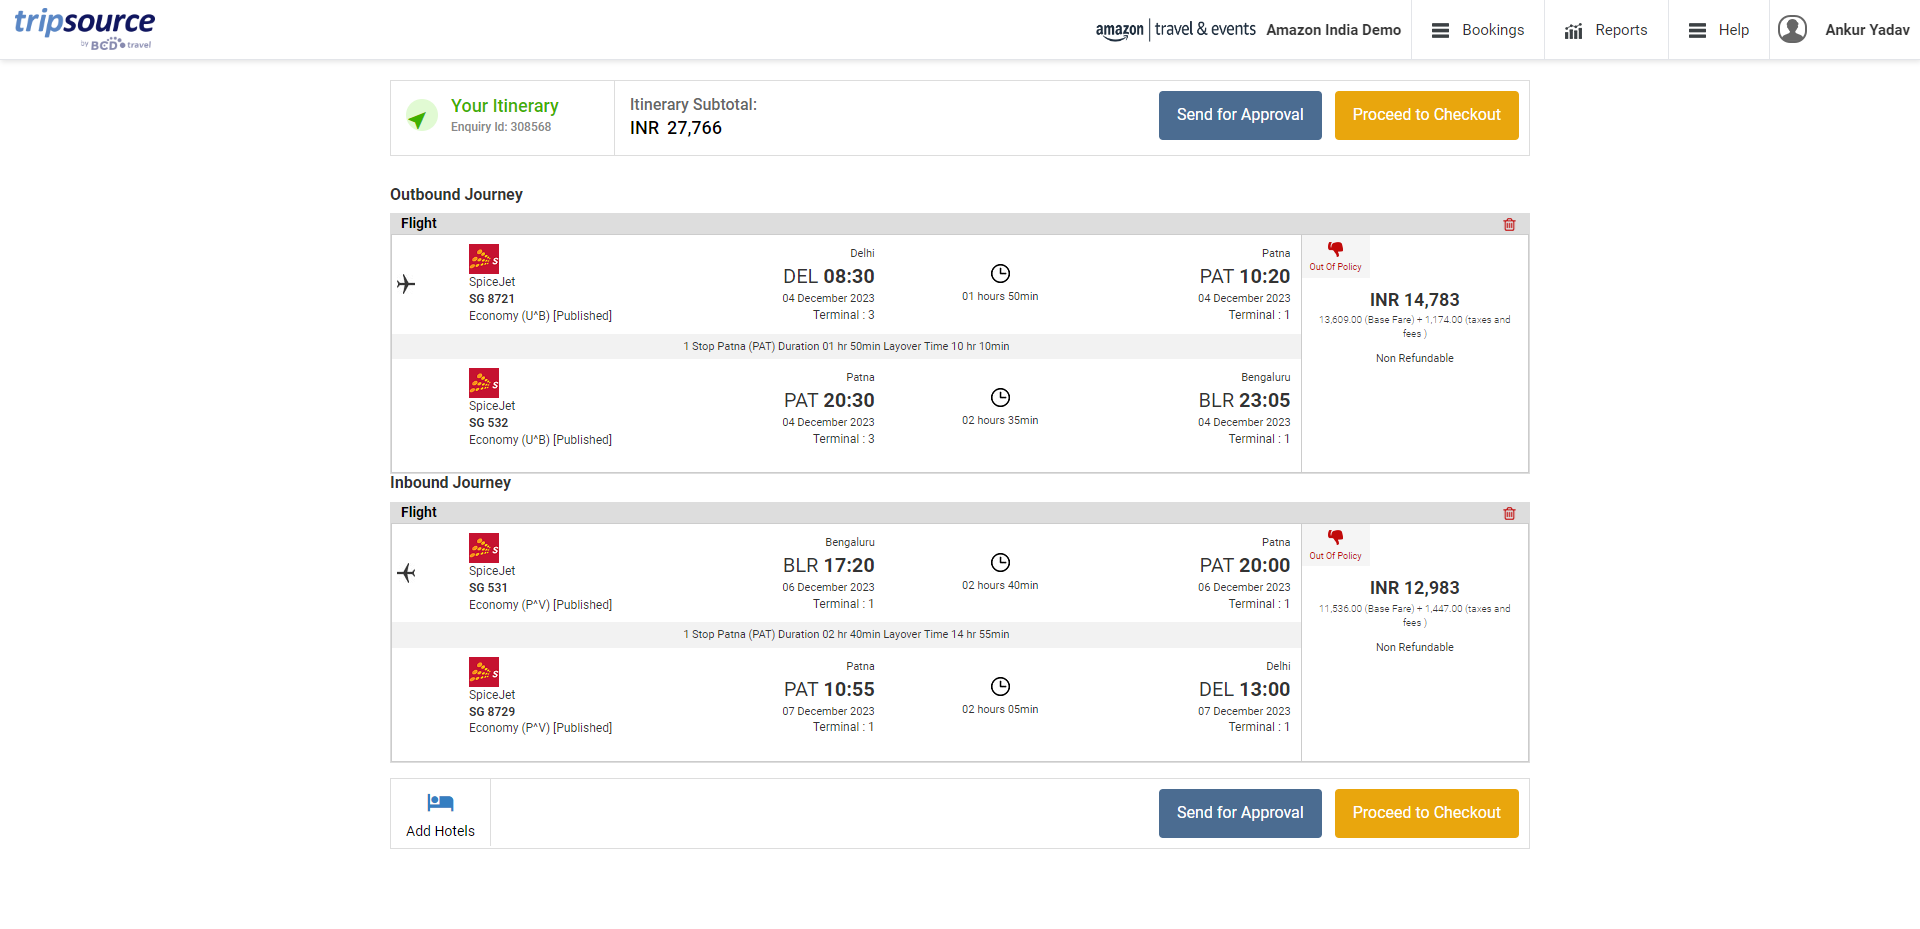 tripsource
by BCD travel
amazon | travel & events Amazon India Demo
Bookings
Reports
Help
Ankur Yadav
Your Itinerary
Enquiry Id: 308568
Itinerary Subtotal:
INR 27,766
Send for Approval
Proceed to Checkout
Outbound Journey
Flight
SpiceJet
SG 8721
Economy (U^B) [Published]
Delhi
DEL 08:30
04 December 2023
Terminal : 3
01 hours 50min
Patna
PAT 10:20
04 December 2023
Terminal : 1
Out Of Policy
INR 14,783
13,609.00 (Base Fare) + 1,174.00 (taxes and
fees )
Non Refundable
1 Stop Patna (PAT) Duration 01 hr 50min Layover Time 10 hr 10min
SpiceJet
SG 532
Economy (U^B) [Published]
Patna
PAT 20:30
04 December 2023
Terminal : 3
02 hours 35min
Bengaluru
BLR 23:05
04 December 2023
Terminal : 1
Inbound Journey
Flight
SpiceJet
SG 531
Economy (P^V) [Published]
Bengaluru
BLR 17:20
06 December 2023
Terminal : 1
02 hours 40min
Patna
PAT 20:00
06 December 2023
Terminal : 1
Out Of Policy
INR 12,983
11,536.00 (Base Fare) + 1,447.00 (taxes and
fees )
Non Refundable
1 Stop Patna (PAT) Duration 02 hr 40min Layover Time 14 hr 55min
SpiceJet
SG 8729
Economy (P^V) [Published]
Patna
PAT 10:55
07 December 2023
Terminal : 1
02 hours 05min
Delhi
DEL 13:00
07 December 2023
Terminal : 1
Add Hotels
Send for Approval
Proceed to Checkout